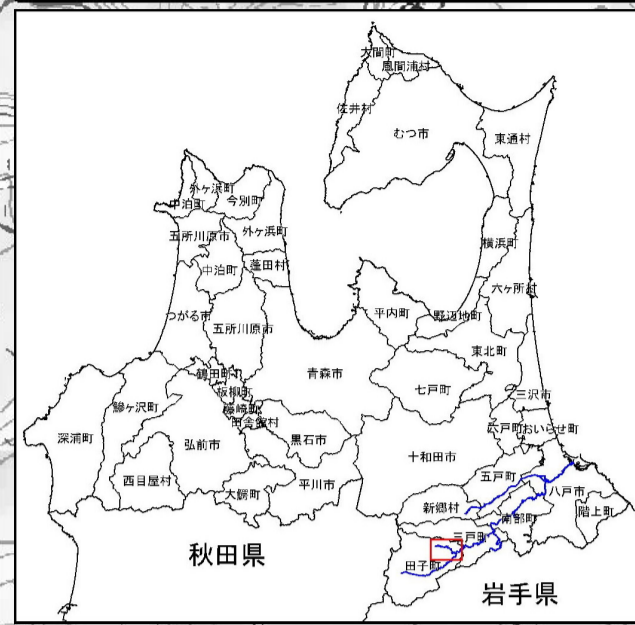 大間町
風間浦村
佐井村
むつ市
東通村
外ヶ浜町
中泊町
今別町
五所川原市
外ヶ浜町
横浜町
中泊町
蓬田村
六ヶ所村
つがる市
五所川原市
平内町
野辺地町
東北町
鶴田町
青森市
七戸町
板柳町
三沢市
鰺ヶ沢町
藤崎町
田舎館村
六戸町
おいらせ町
深浦町
弘前市
黒石市
十和田市
西目屋村
大鰐町
平川市
五戸町
八戸市
新郷村
南部町
階上町
三戸町
秋田県
田子町
岩手県